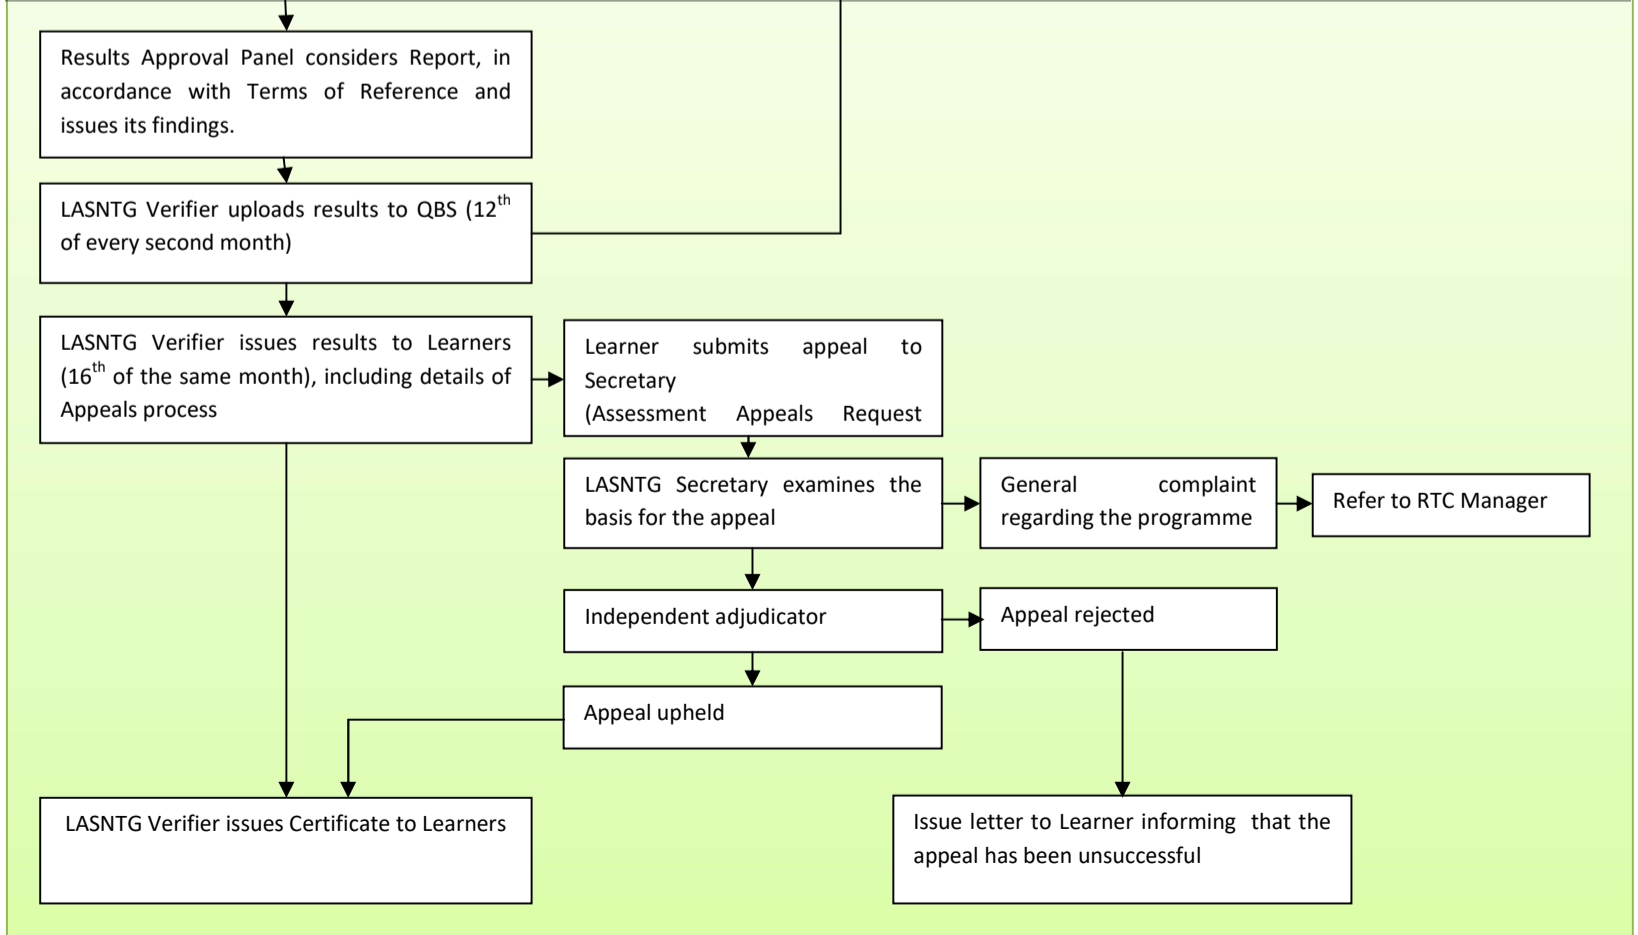 Results Approval Panel considers Report, in
accordance with Terms of Reference and
issues its findings.
LASNTG Verifier uploads results to QBS (12th
of every second month)
LASNTG Verifier issues results to Learners
(16th of the same month), including details of
Appeals process
Learner submits appeal to
Secretary
(Assessment Appeals Request
LASNTG Secretary examines the
basis for the appeal
General complaint
regarding the programme
Refer to RTC Manager
Independent adjudicator
Appeal rejected
Appeal upheld
LASNTG Verifier issues Certificate to Learners
Issue letter to Learner informing that the
appeal has been unsuccessful